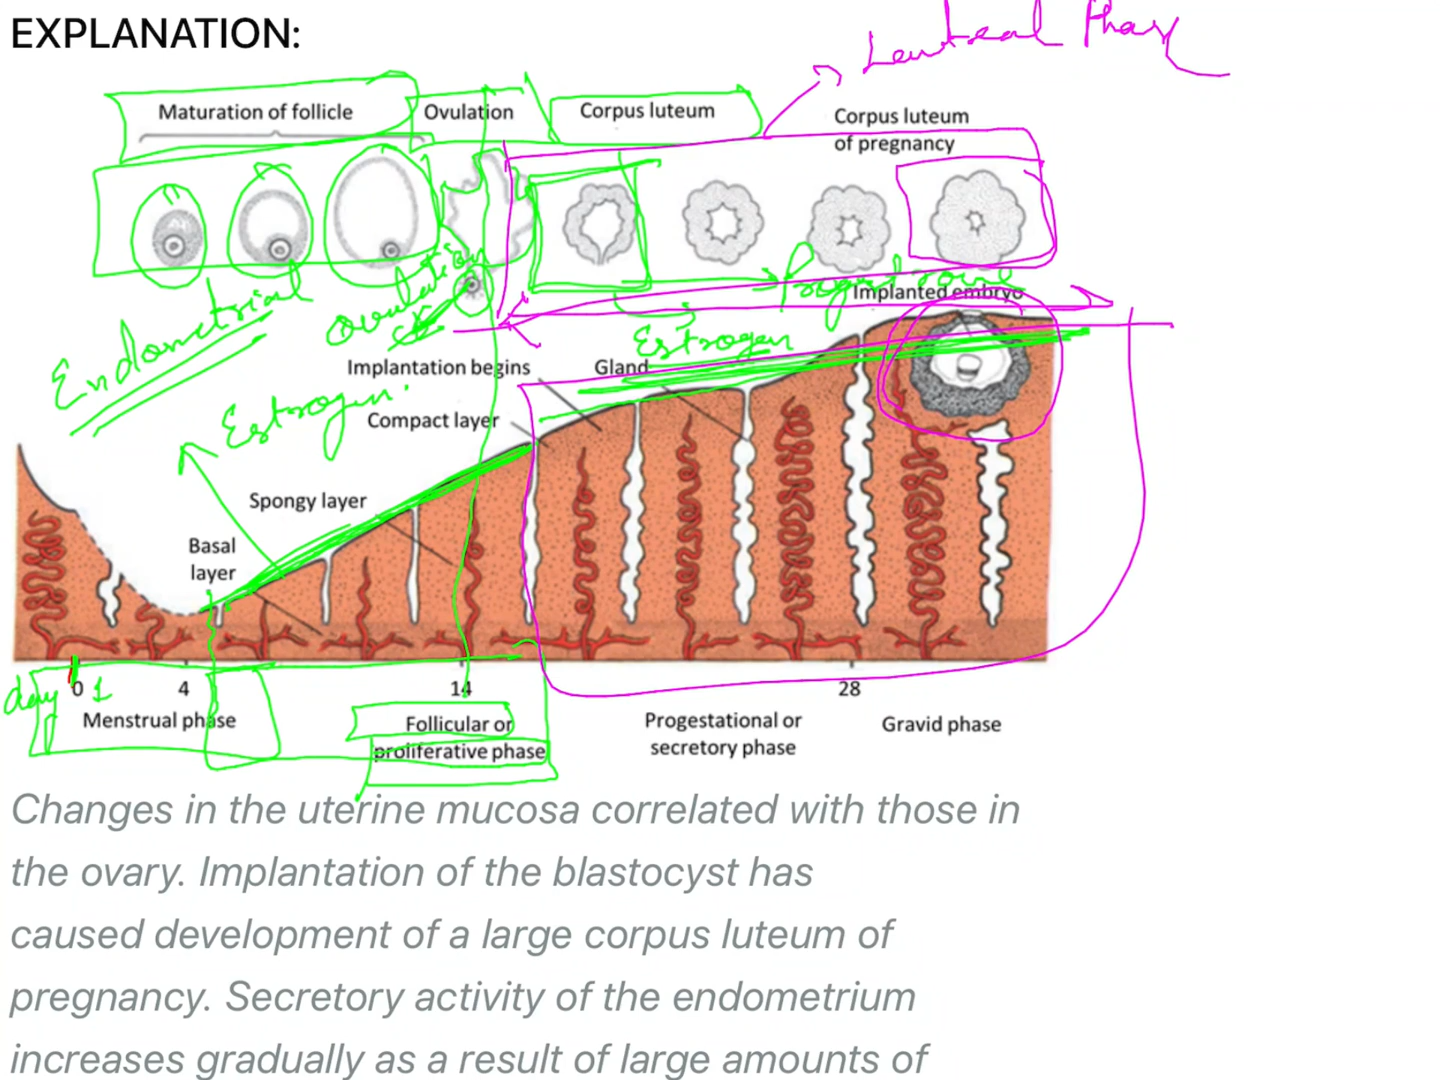 EXPLANATION:
Leuteal Phase
Maturation of follicle
Ovulation
Corpus luteum
Corpus luteum
of pregnancy
Endometrial
Ovulation
Progesterone
Implanted embryo
Estrogen
Implantation begins
Gland
Estrogen
Compact layer
Spongy layer
Basal
layer
day 1
0 4 14 28
Menstrual phase
Follicular or
proliferative phase
Progestational or
secretory phase
Gravid phase
Changes in the uterine mucosa correlated with those in
the ovary. Implantation of the blastocyst has
caused development of a large corpus luteum of
pregnancy. Secretory activity of the endometrium
increases gradually as a result of large amounts of